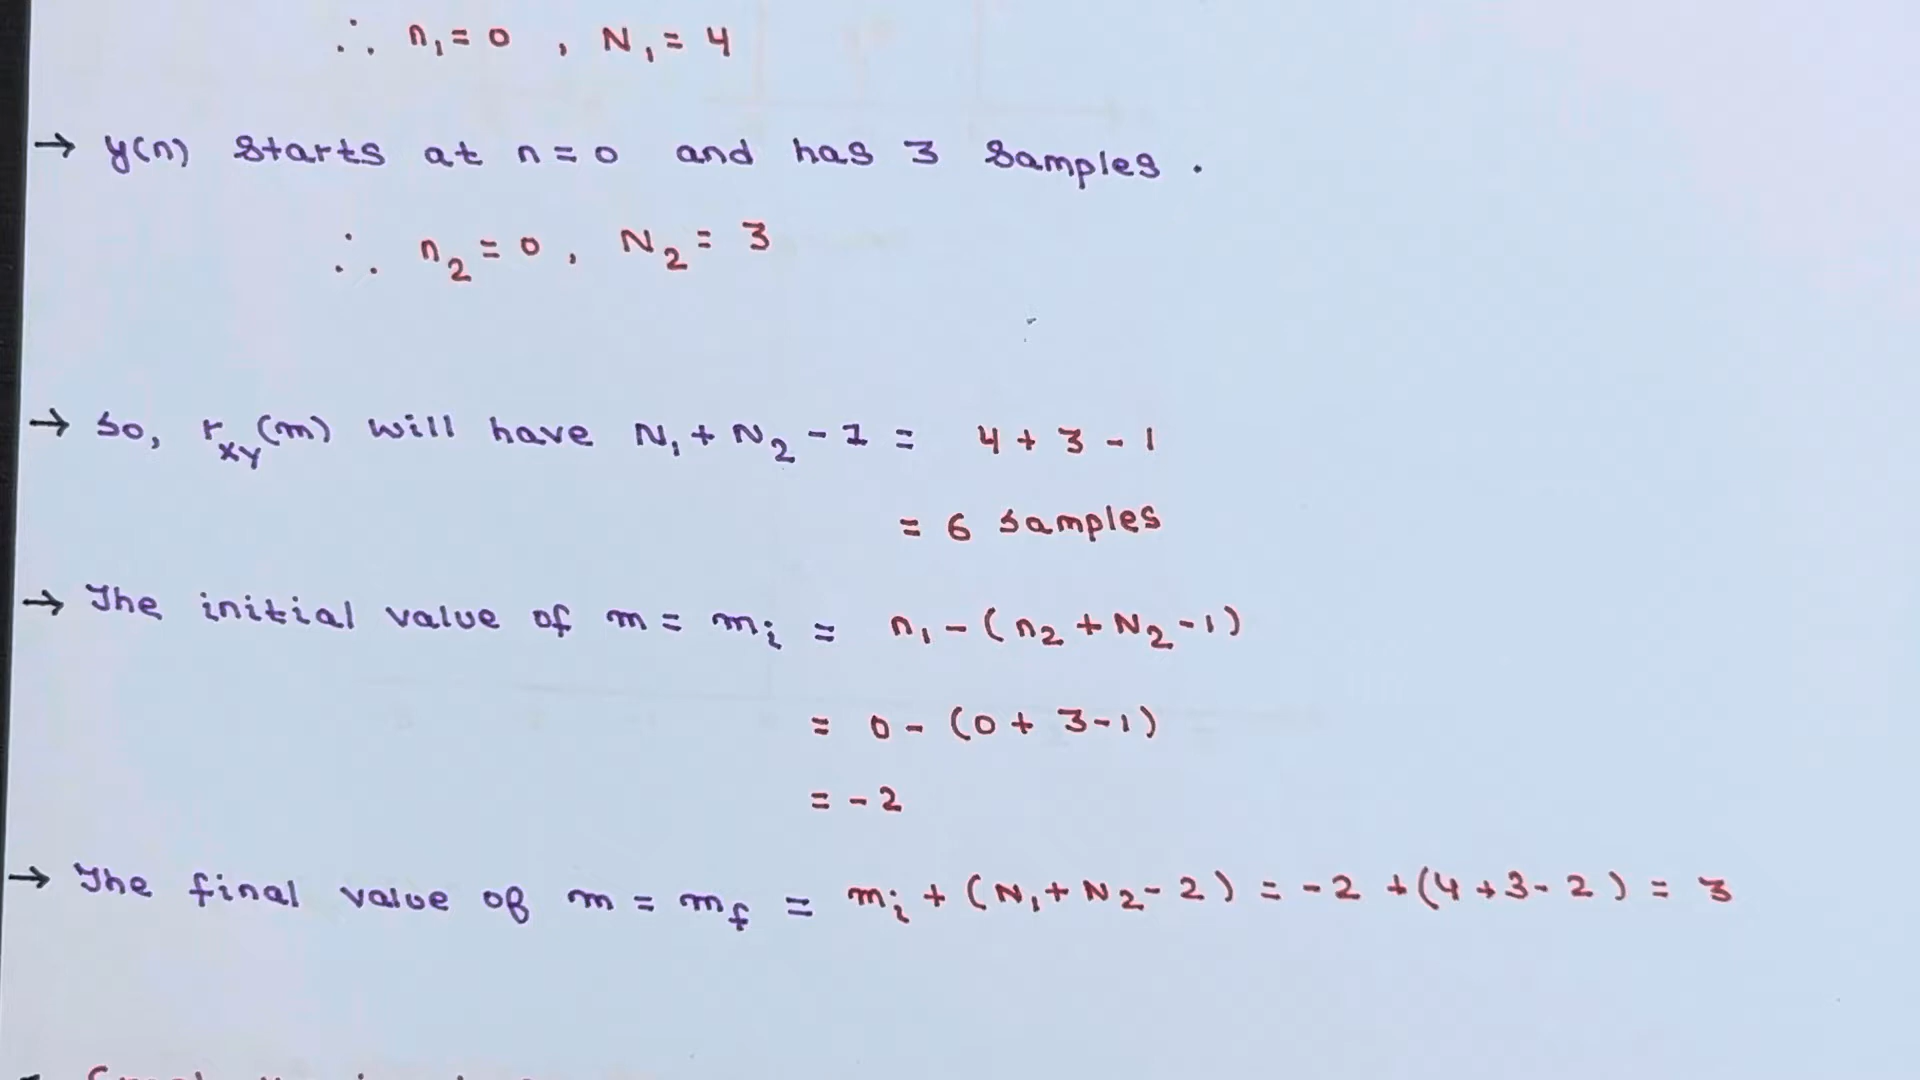 ∴ n₁ = 0 , N₁ = 4
→ y(n) starts at n = 0 and has 3 samples .
∴ n₂ = 0 , N₂ = 3
→ So, rxy(m) will have N₁ + N₂ - 1 = 4 + 3 - 1
= 6 samples
→ The initial value of m = mᵢ = n₁ - (n₂ + N₂ - 1)
= 0 - (0 + 3 - 1)
= - 2
→ The final value of m = m_f = mᵢ + (N₁ + N₂ - 2) = - 2 + (4 + 3 - 2) = 3